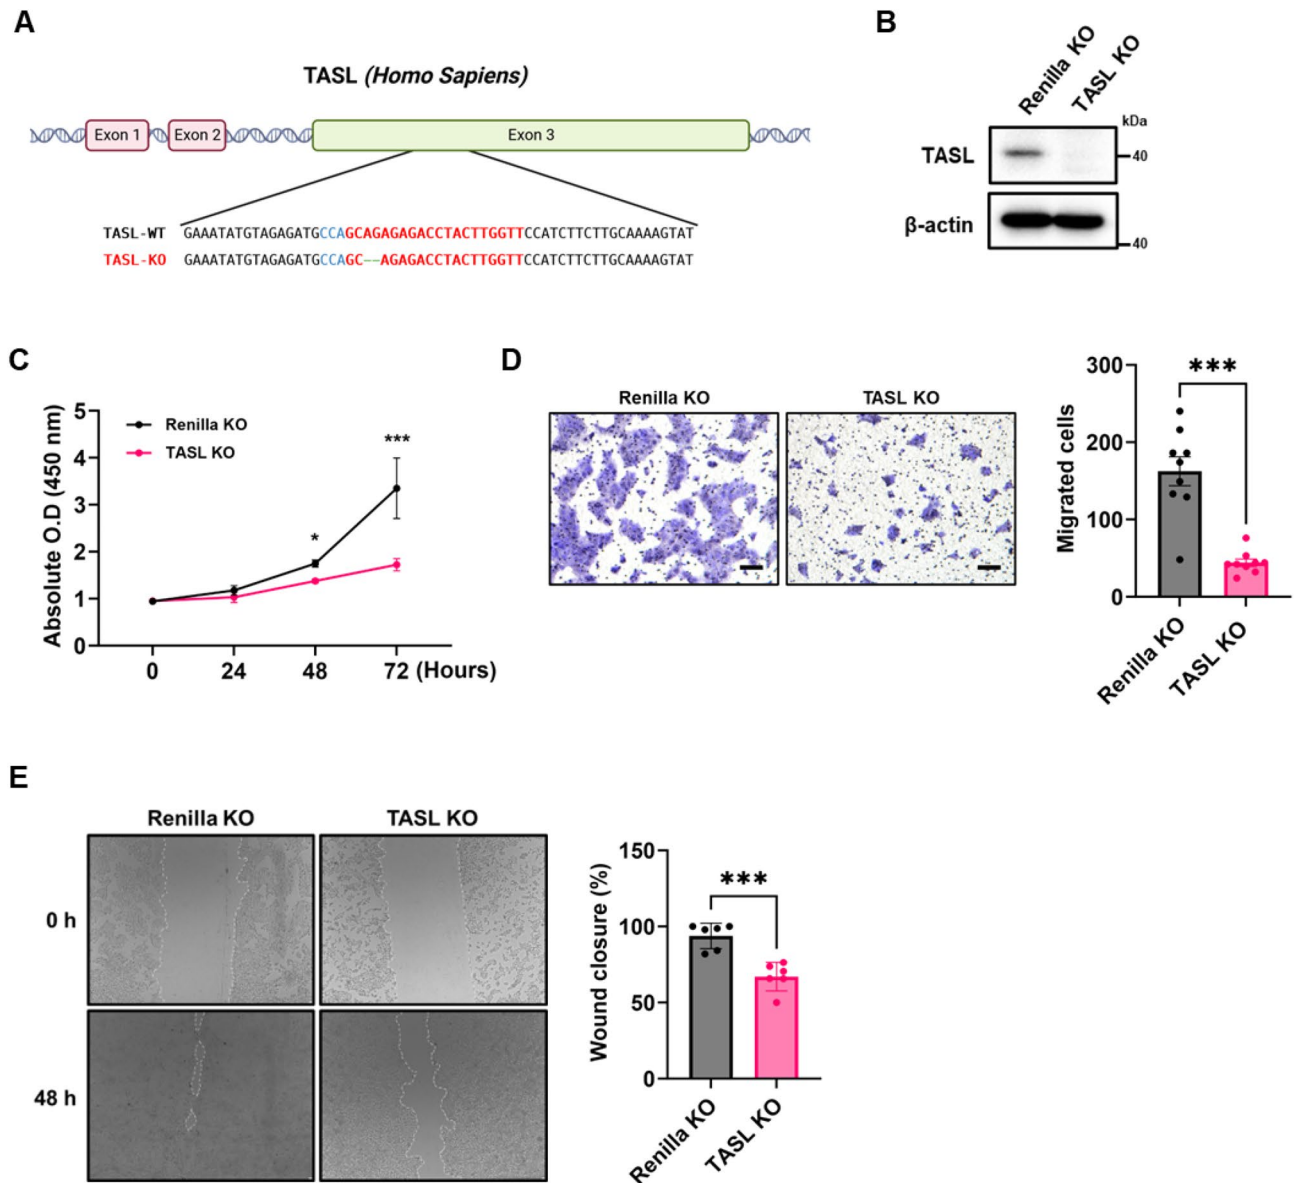 A
TASL (Homo Sapiens)
Exon 1 Exon 2 Exon 3
TASL-WT GAAATATGTAGAGATGCCAGCAGAGAGACCTACTTGGTTCCATCTTCTTGCAAAAGTAT
TASL-KO GAAATATGTAGAGATGCCAGC--AGAGACCTACTTGGTTCCATCTTCTTGCAAAAGTAT
B
Renilla KO
TASL KO
kDa
TASL
40
β-actin
40
C
Absolute O.D (450 nm)
5
4
3
2
1
0
Renilla KO
TASL KO
*
***
0 24 48 72 (Hours)
D
Renilla KO TASL KO
Migrated cells
300
200
100
0
***
Renilla KO
TASL KO
E
Renilla KO TASL KO
0 h
48 h
Wound closure (%)
150
100
50
0
***
Renilla KO
TASL KO